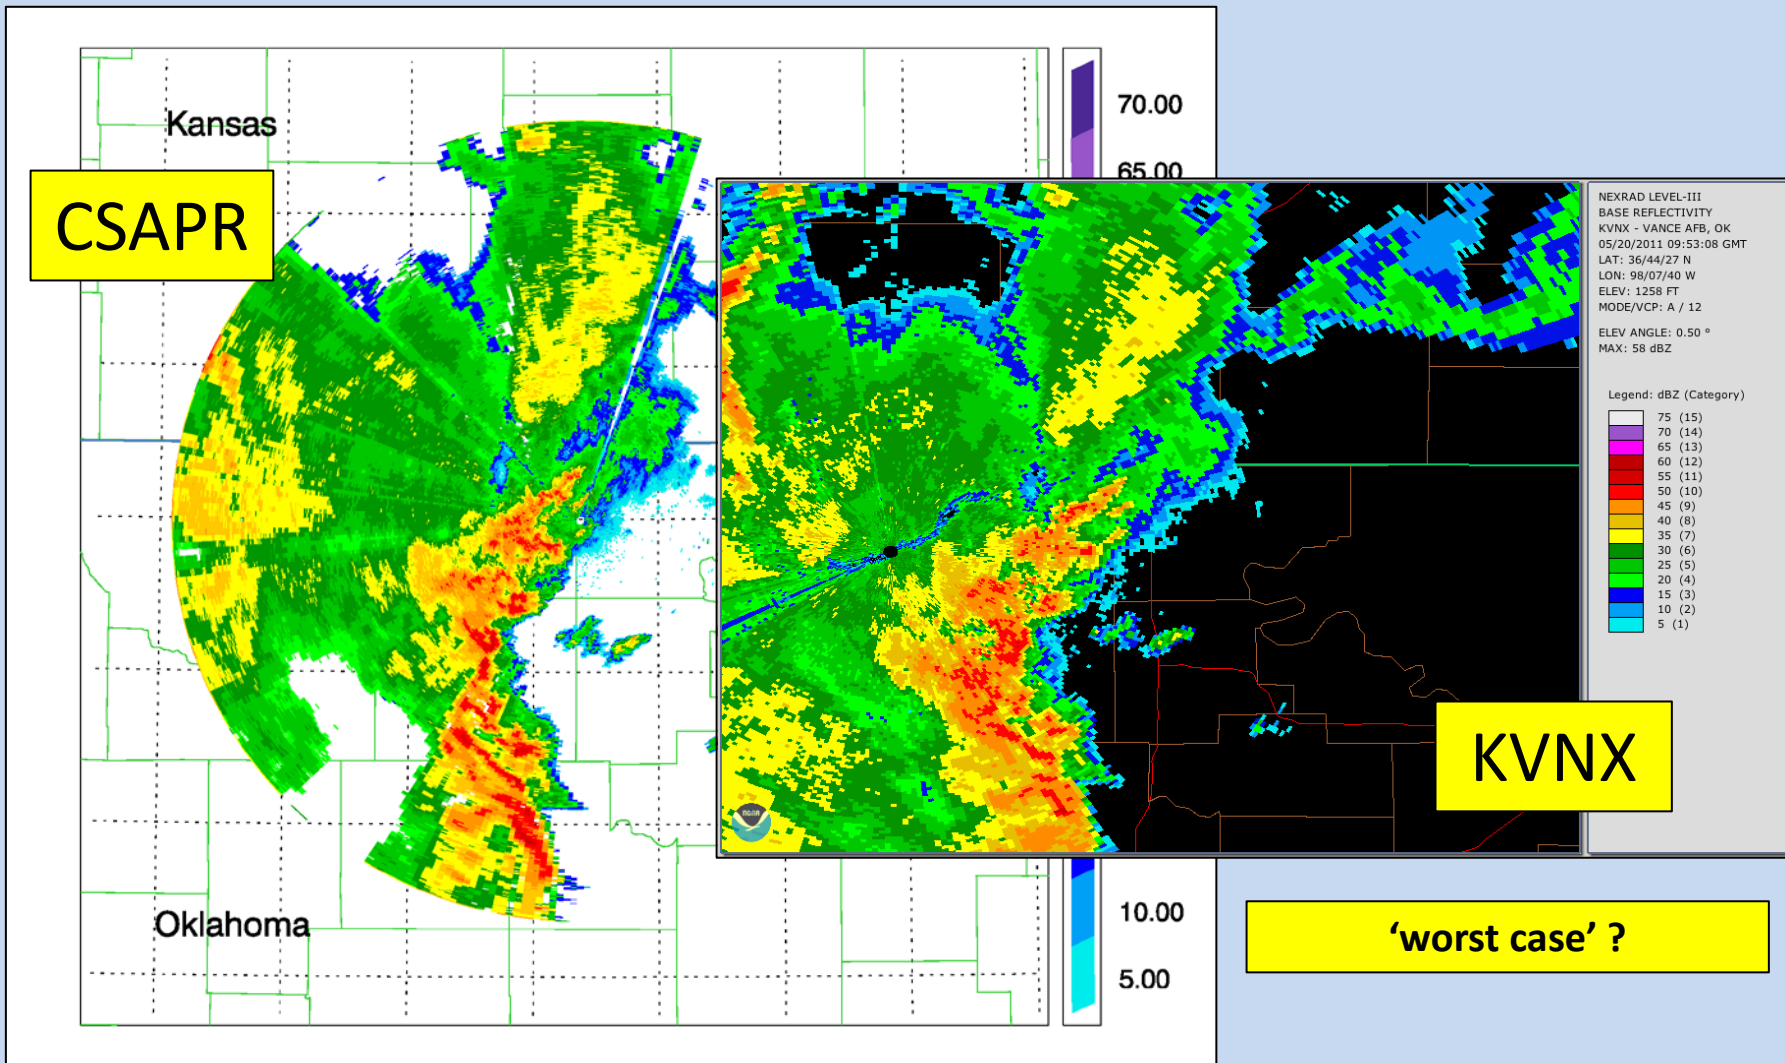 Kansas
CSAPR
Oklahoma
70.00
65.00
10.00
5.00
NEXRAD LEVEL-III
BASE REFLECTIVITY
KVNX - VANCE AFB, OK
05/20/2011 09:53:08 GMT
LAT: 36/44/27 N
LON: 98/07/40 W
ELEV: 1258 FT
MODE/VCP: A / 12
ELEV ANGLE: 0.50 °
MAX: 58 dBZ
Legend: dBZ (Category)
75 (15)
70 (14)
65 (13)
60 (12)
55 (11)
50 (10)
45 (9)
40 (8)
35 (7)
30 (6)
25 (5)
20 (4)
15 (3)
10 (2)
5 (1)
noaa
KVNX
‘worst case’ ?